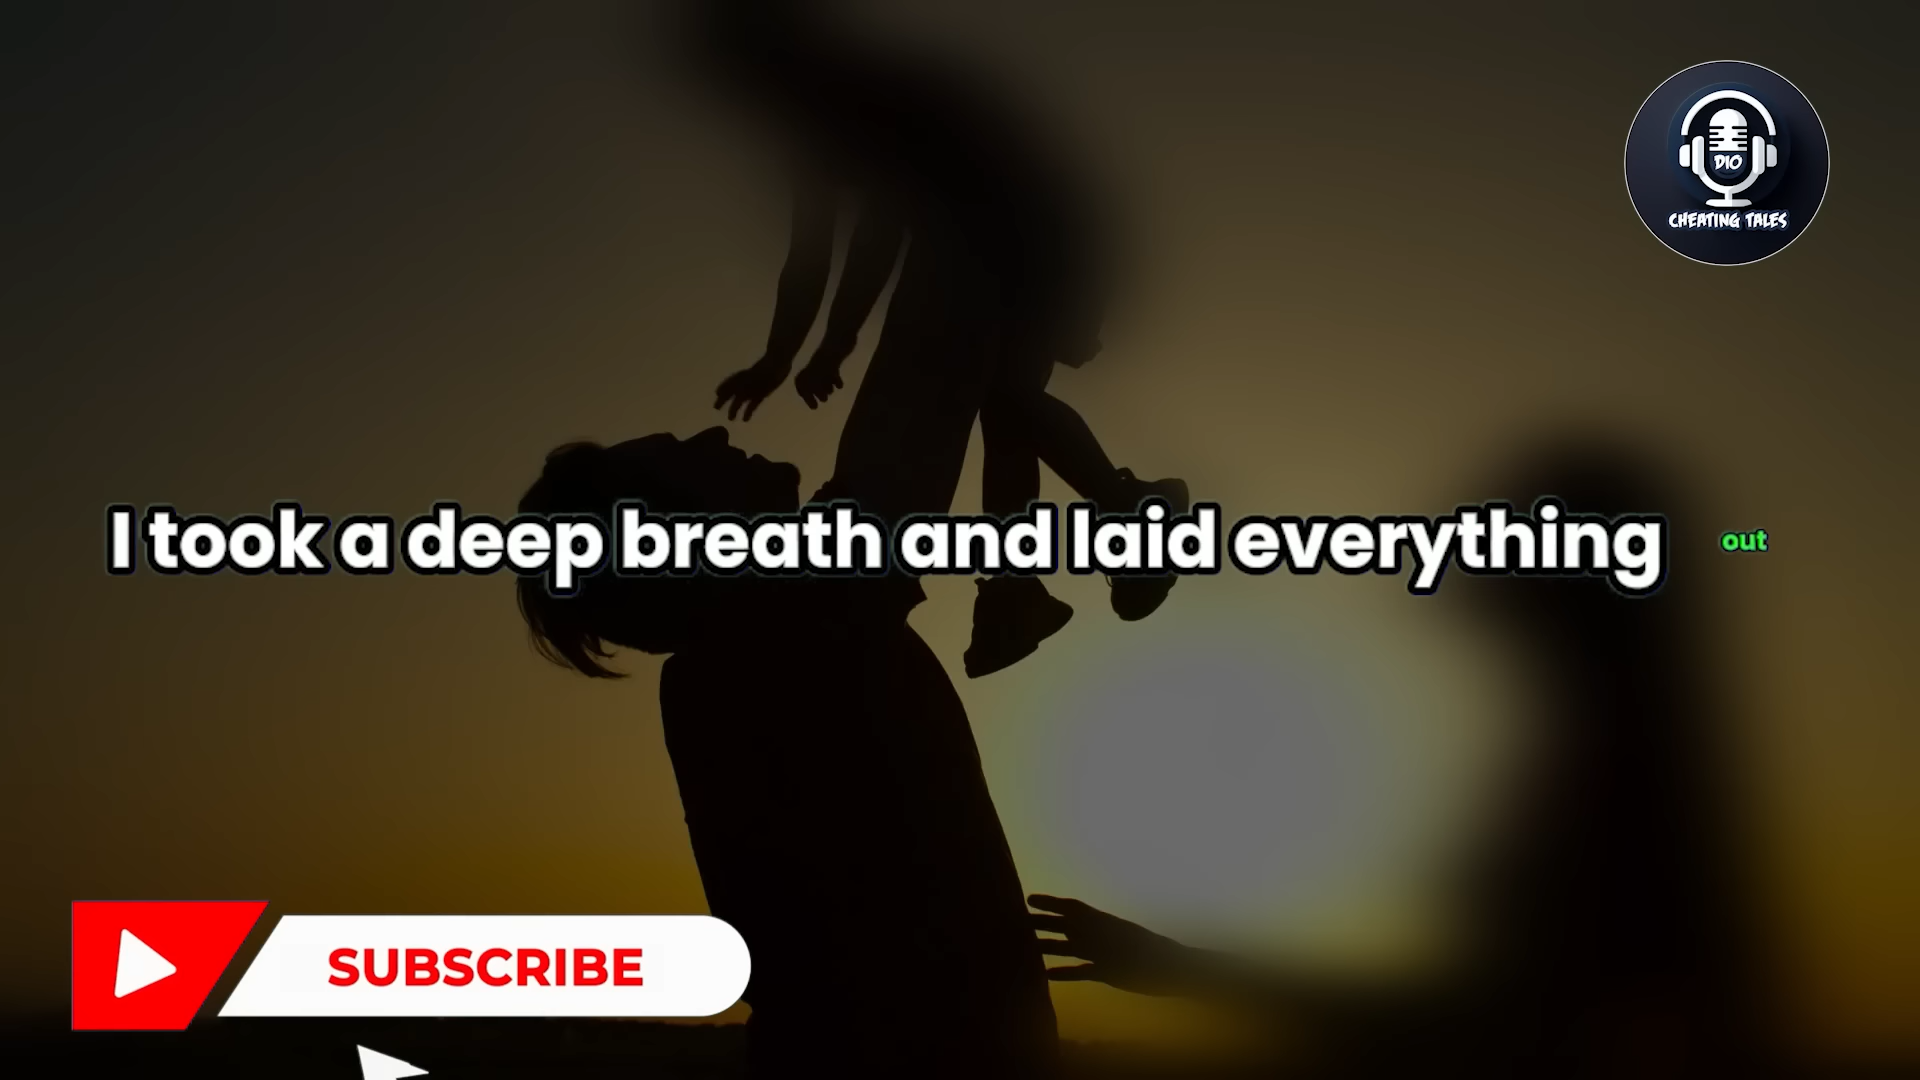 DIO
CHEATING TALES
I took a deep breath and laid everything out
SUBSCRIBE